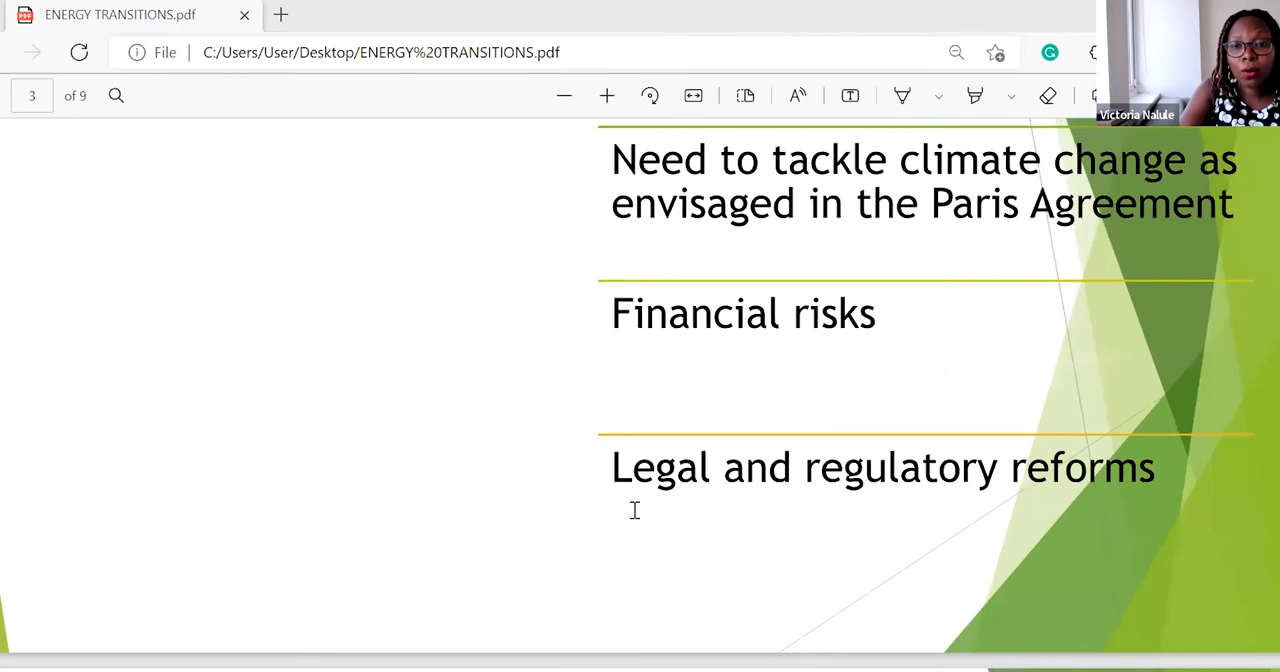 ENERGY TRANSITIONS.pdf
File
C:/Users/User/Desktop/ENERGY%20TRANSITIONS.pdf
3 of 9
Victoria Nalule
Need to tackle climate change as
envisaged in the Paris Agreement
Financial risks
Legal and regulatory reforms